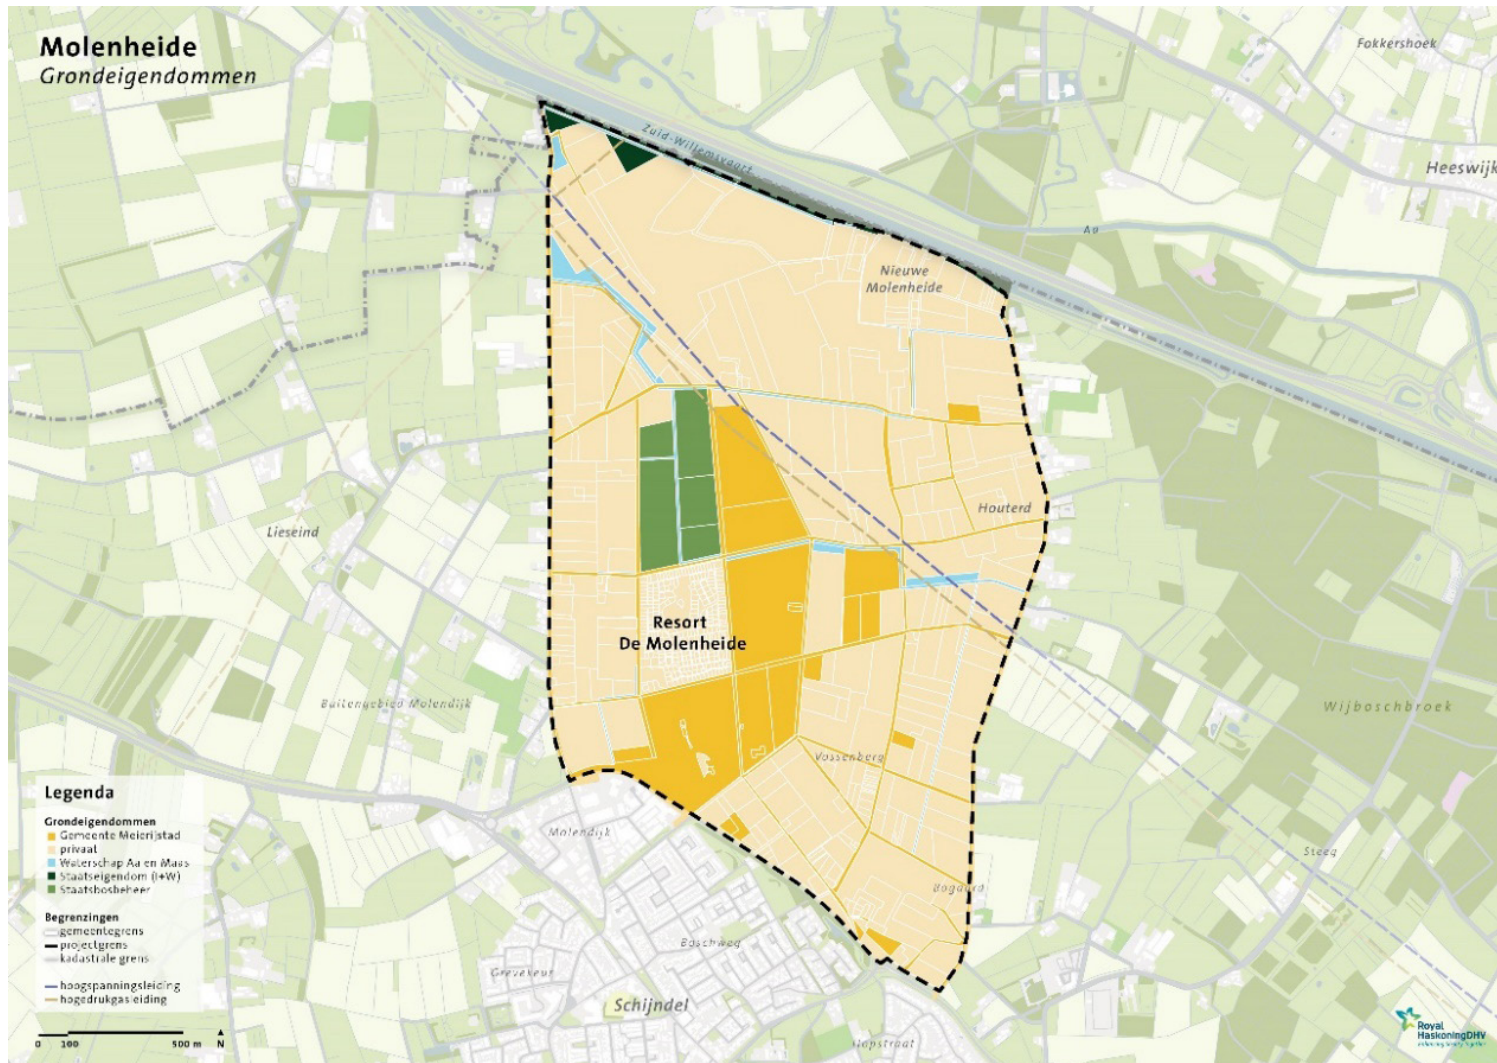 Molenheide
Grondeigendommen
Fokkershoek
Zuid-Willemsvaart
Heeswijk
Aa
Nieuwe
Molenheide
Lieseind
Houterd
Resort
De Molenheide
Buitengebied Molendijk
Wijboschbroek
Vossenberg
Legenda
Grondeigendommen
Gemeente Meierijstad
privaat
Waterschap Aa en Maas
Staatseigendom (I+W)
Staatsbosbeheer
Begrenzingen
gemeentegrens
projectgrens
kadastrale grens
hoogspanningsleiding
hogedrukgasleiding
0 100 500 m N
Molendijk
Steeg
Bogaard
Boschweg
Grevekeur
Schijndel
Hopstraat
Royal
HaskoningDHV